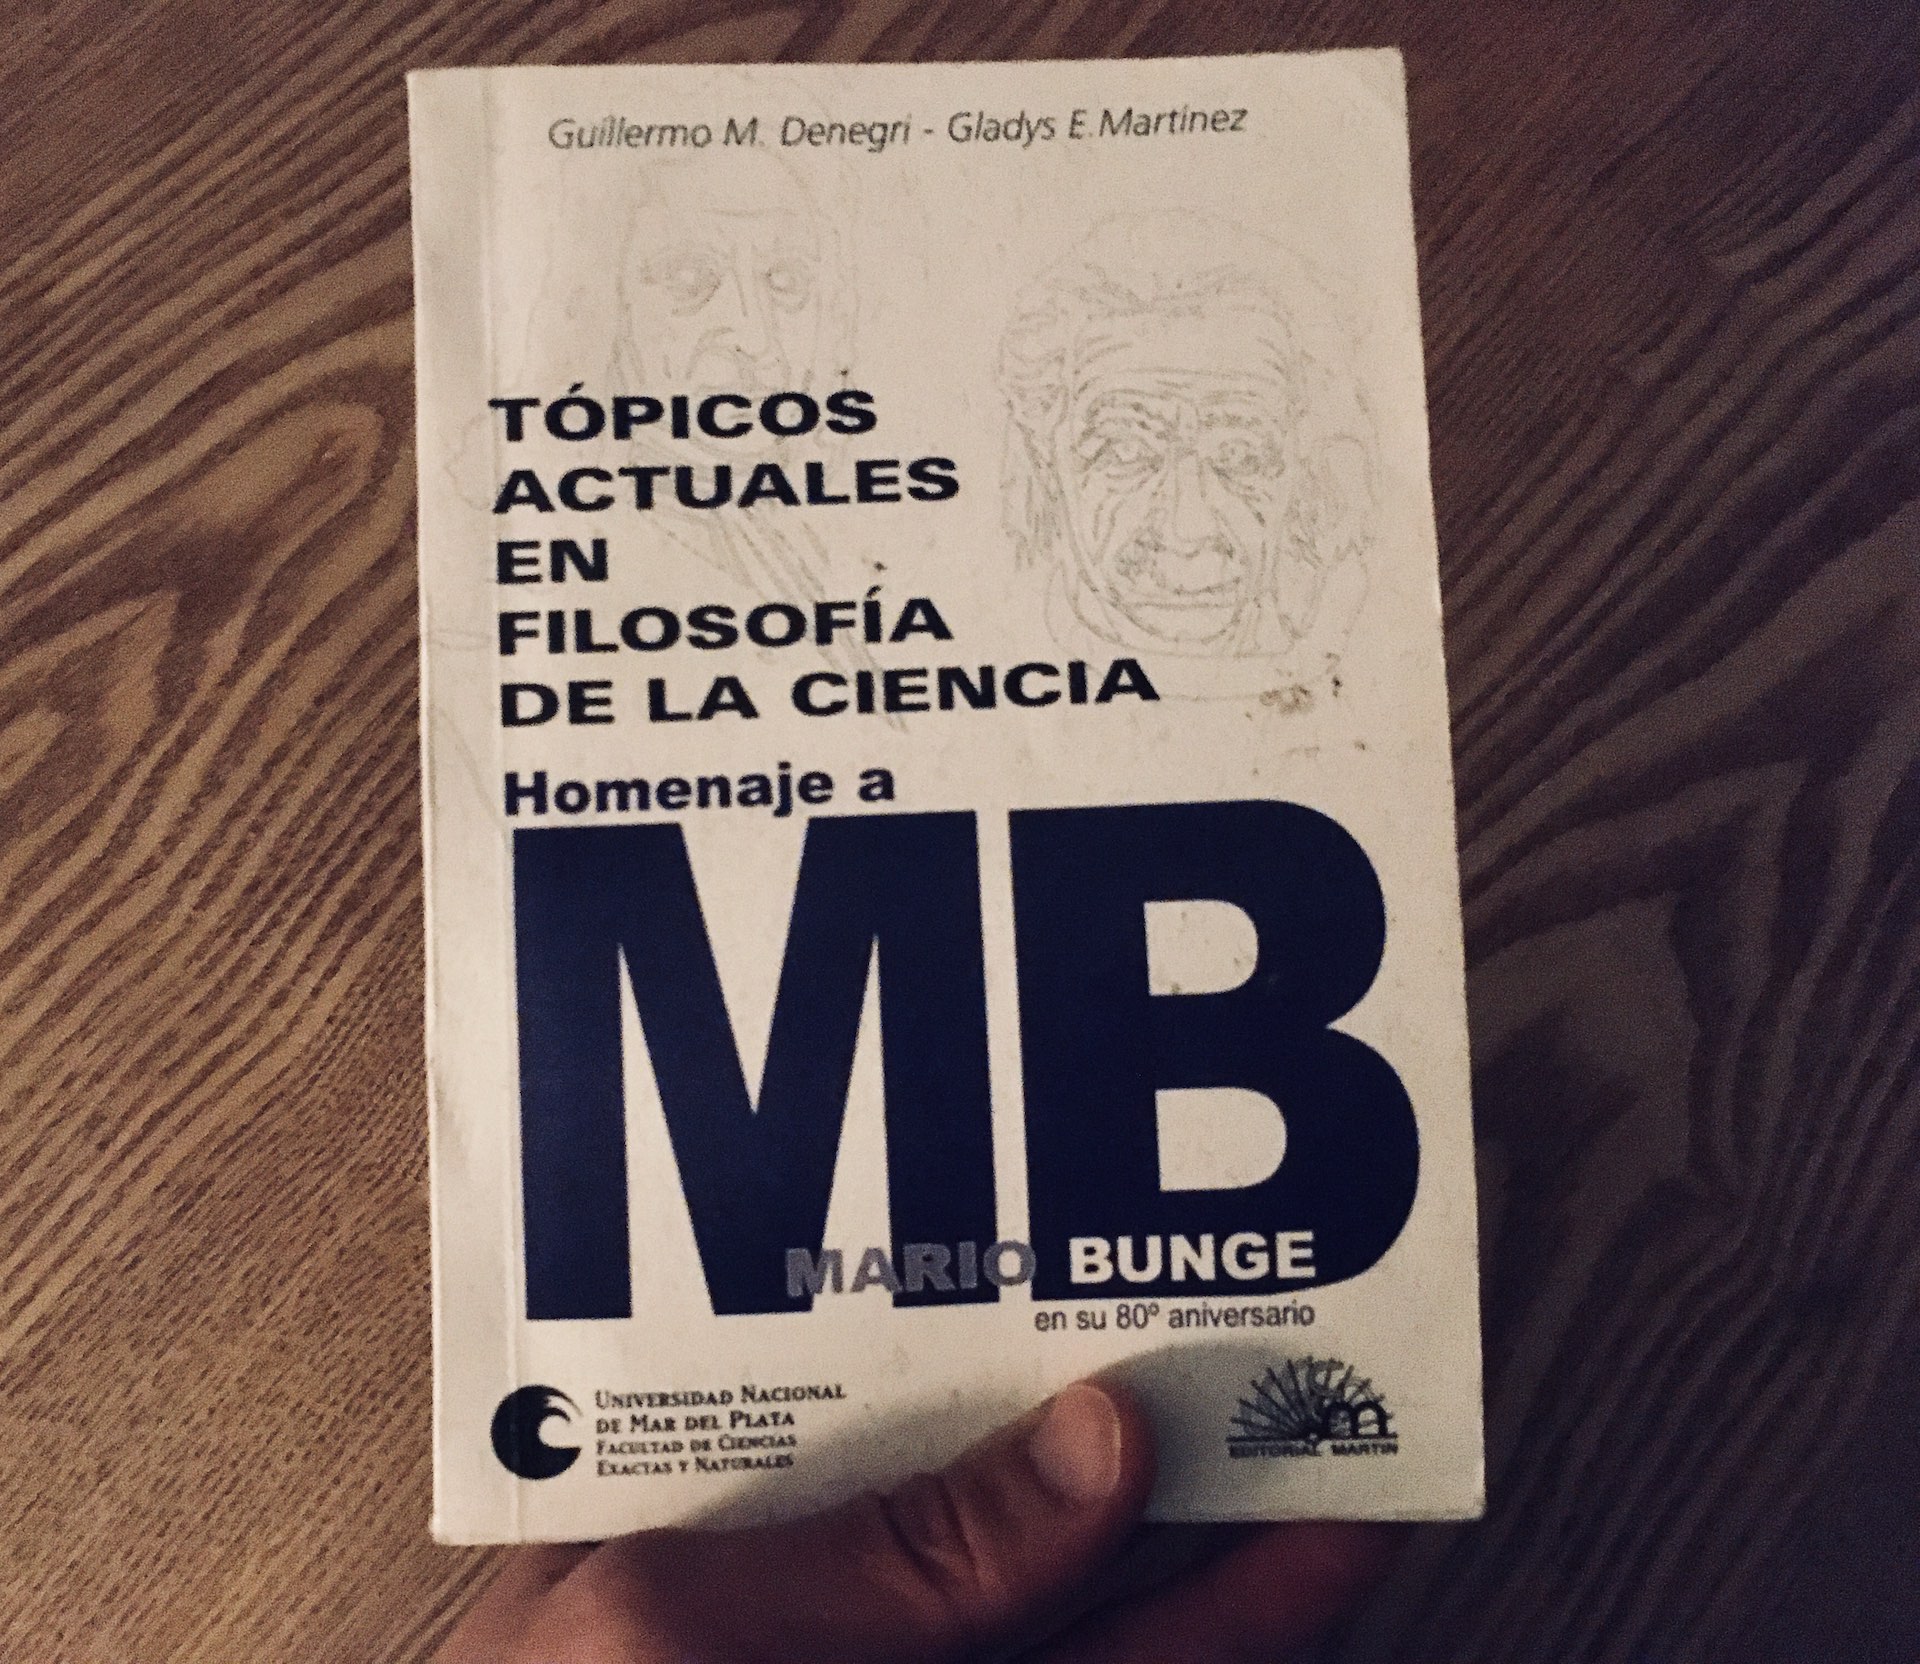 Guillermo M. Denegri - Gladys E. Martínez
TÓPICOS
ACTUALES
EN
FILOSOFÍA
DE LA CIENCIA
Homenaje a
MB
MARIO BUNGE
en su 80º aniversario
UNIVERSIDAD NACIONAL
DE MAR DEL PLATA
FACULTAD DE CIENCIAS
EXACTAS Y NATURALES
EDITORIAL MARTIN